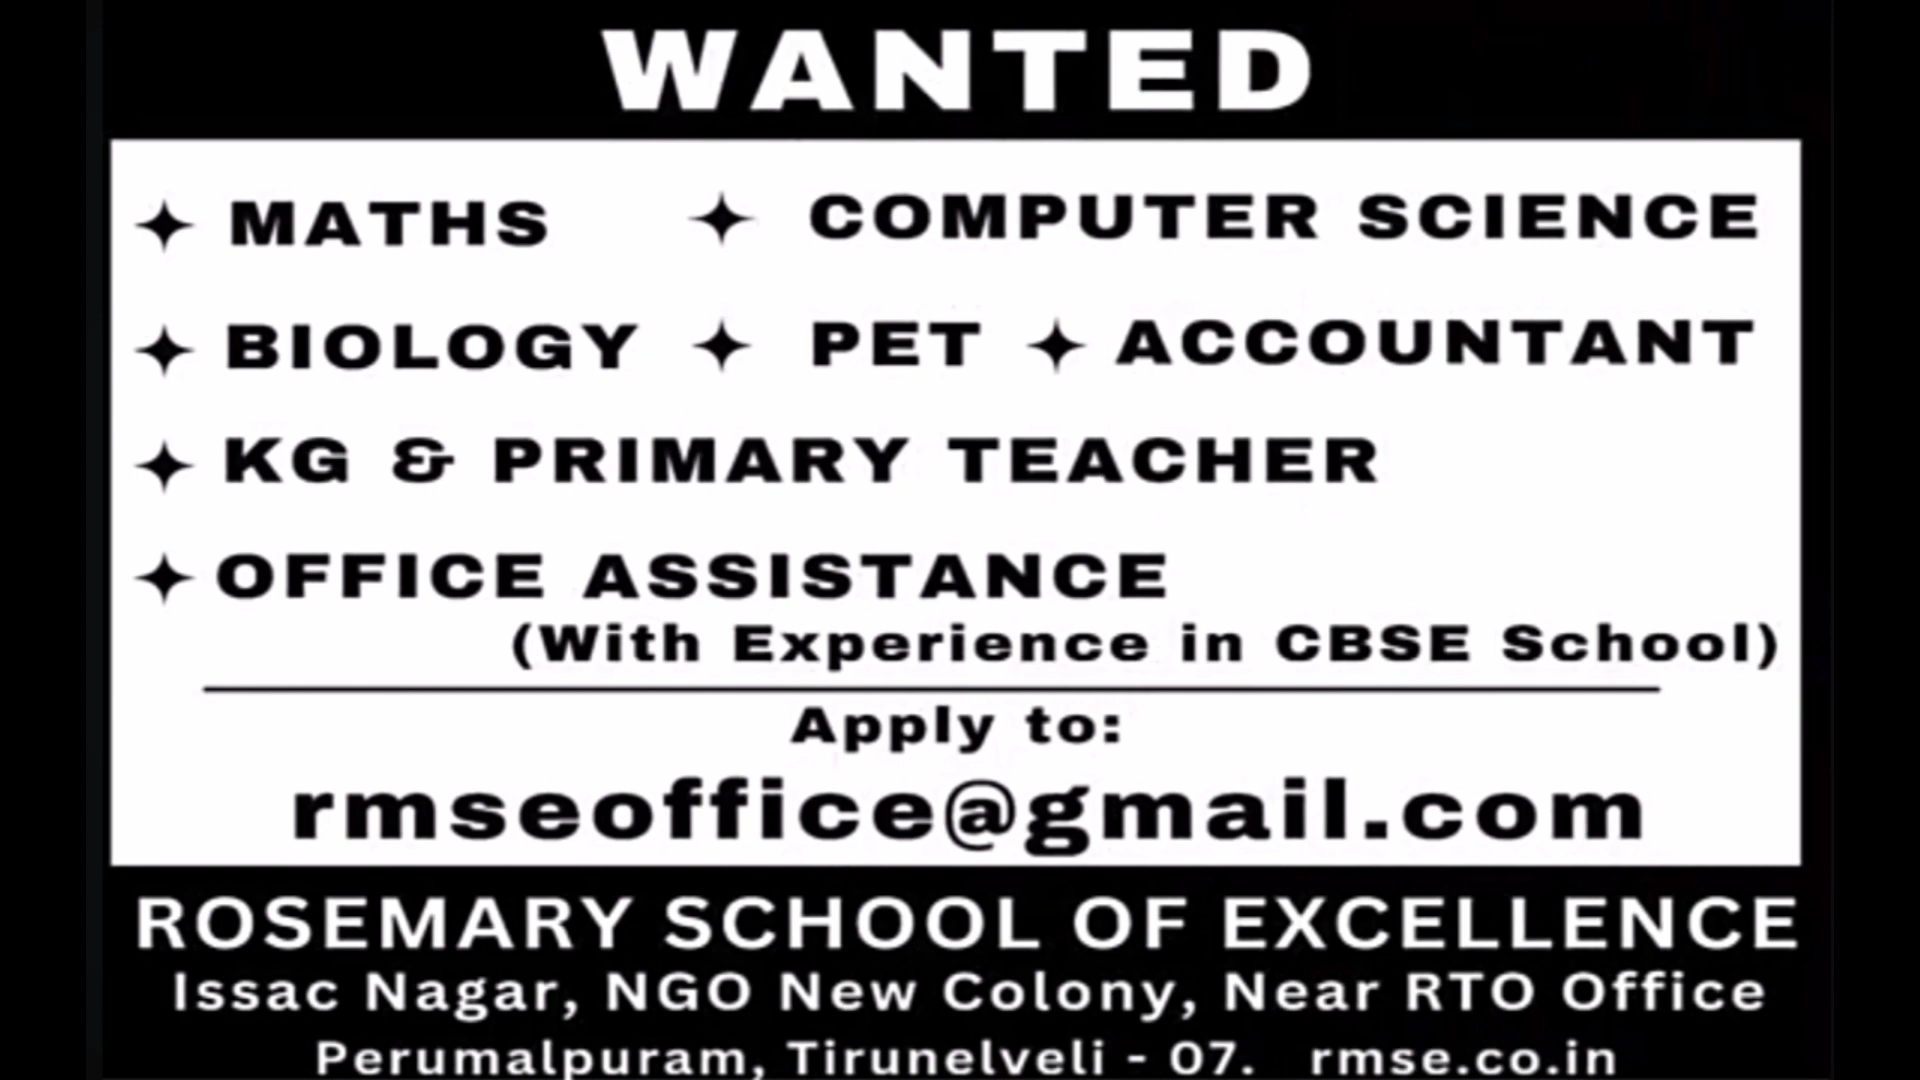 WANTED
MATHS COMPUTER SCIENCE
BIOLOGY PET ACCOUNTANT
KG & PRIMARY TEACHER
OFFICE ASSISTANCE
(With Experience in CBSE School)
Apply to:
rmseoffice@gmail.com
ROSEMARY SCHOOL OF EXCELLENCE
Issac Nagar, NGO New Colony, Near RTO Office
Perumalpuram, Tirunelveli - 07. rmse.co.in